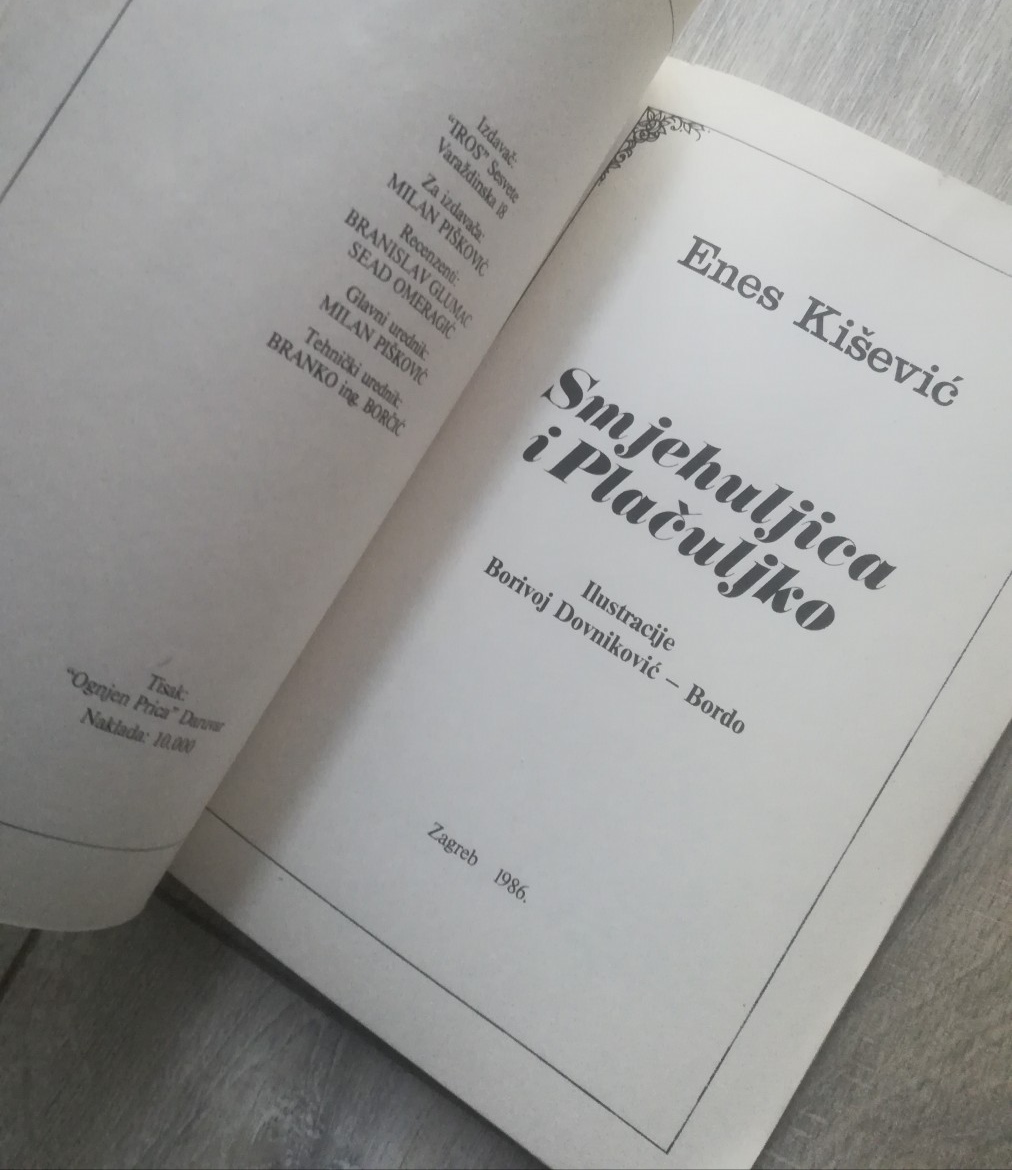 Izdavač:
"TROS" Sesvete
Varaždinska 18
Za izdavača:
MILAN PIŠKOVIĆ
Recenzenti:
BRANISLAV GLUMAC
SEAD OMERAGIĆ
Glavni urednik:
MILAN PIŠKOVIĆ
Tehnički urednik:
BRANKO ing. BORČIĆ
Tisak:
"Ognjen Prica" Daruvar
Naklada: 10.000
Enes Kišević
Smjehuljica
i Plačuljko
Ilustracije
Borivoj Dovniković – Bordo
Zagreb 1986.